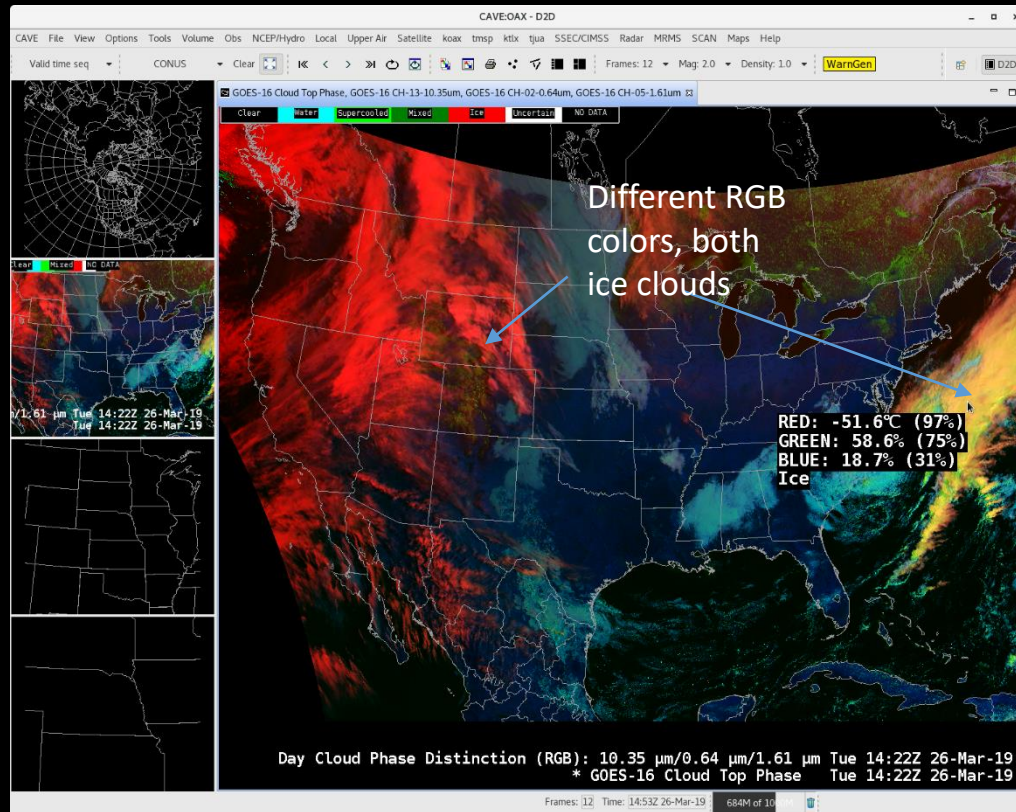 CAVE:OAX - D2D
CAVE File View Options Tools Volume Obs NCEP/Hydro Local Upper Air Satellite koax tmsp ktlx tjua SSEC/CIMSS Radar MRMS SCAN Maps Help
Valid time seq CONUS Clear Frames: 12 Mag: 2.0 Density: 1.0 WarnGen D2D
GOES-16 Cloud Top Phase, GOES-16 CH-13-10.35um, GOES-16 CH-02-0.64um, GOES-16 CH-05-1.61um
Clear Water Supercooled Mixed Ice Uncertain NO DATA
Different RGB
colors, both
ice clouds
Mixed NO DATA
RED: -51.6℃ (97%)
GREEN: 58.6% (75%)
BLUE: 18.7% (31%)
Ice
/1.61 μm Tue 14:22Z 26-Mar-19
Tue 14:22Z 26-Mar-19
Day Cloud Phase Distinction (RGB): 10.35 μm/0.64 μm/1.61 μm Tue 14:22Z 26-Mar-19
* GOES-16 Cloud Top Phase Tue 14:22Z 26-Mar-19
Frames: 12 Time: 14:53Z 26-Mar-19 684M of